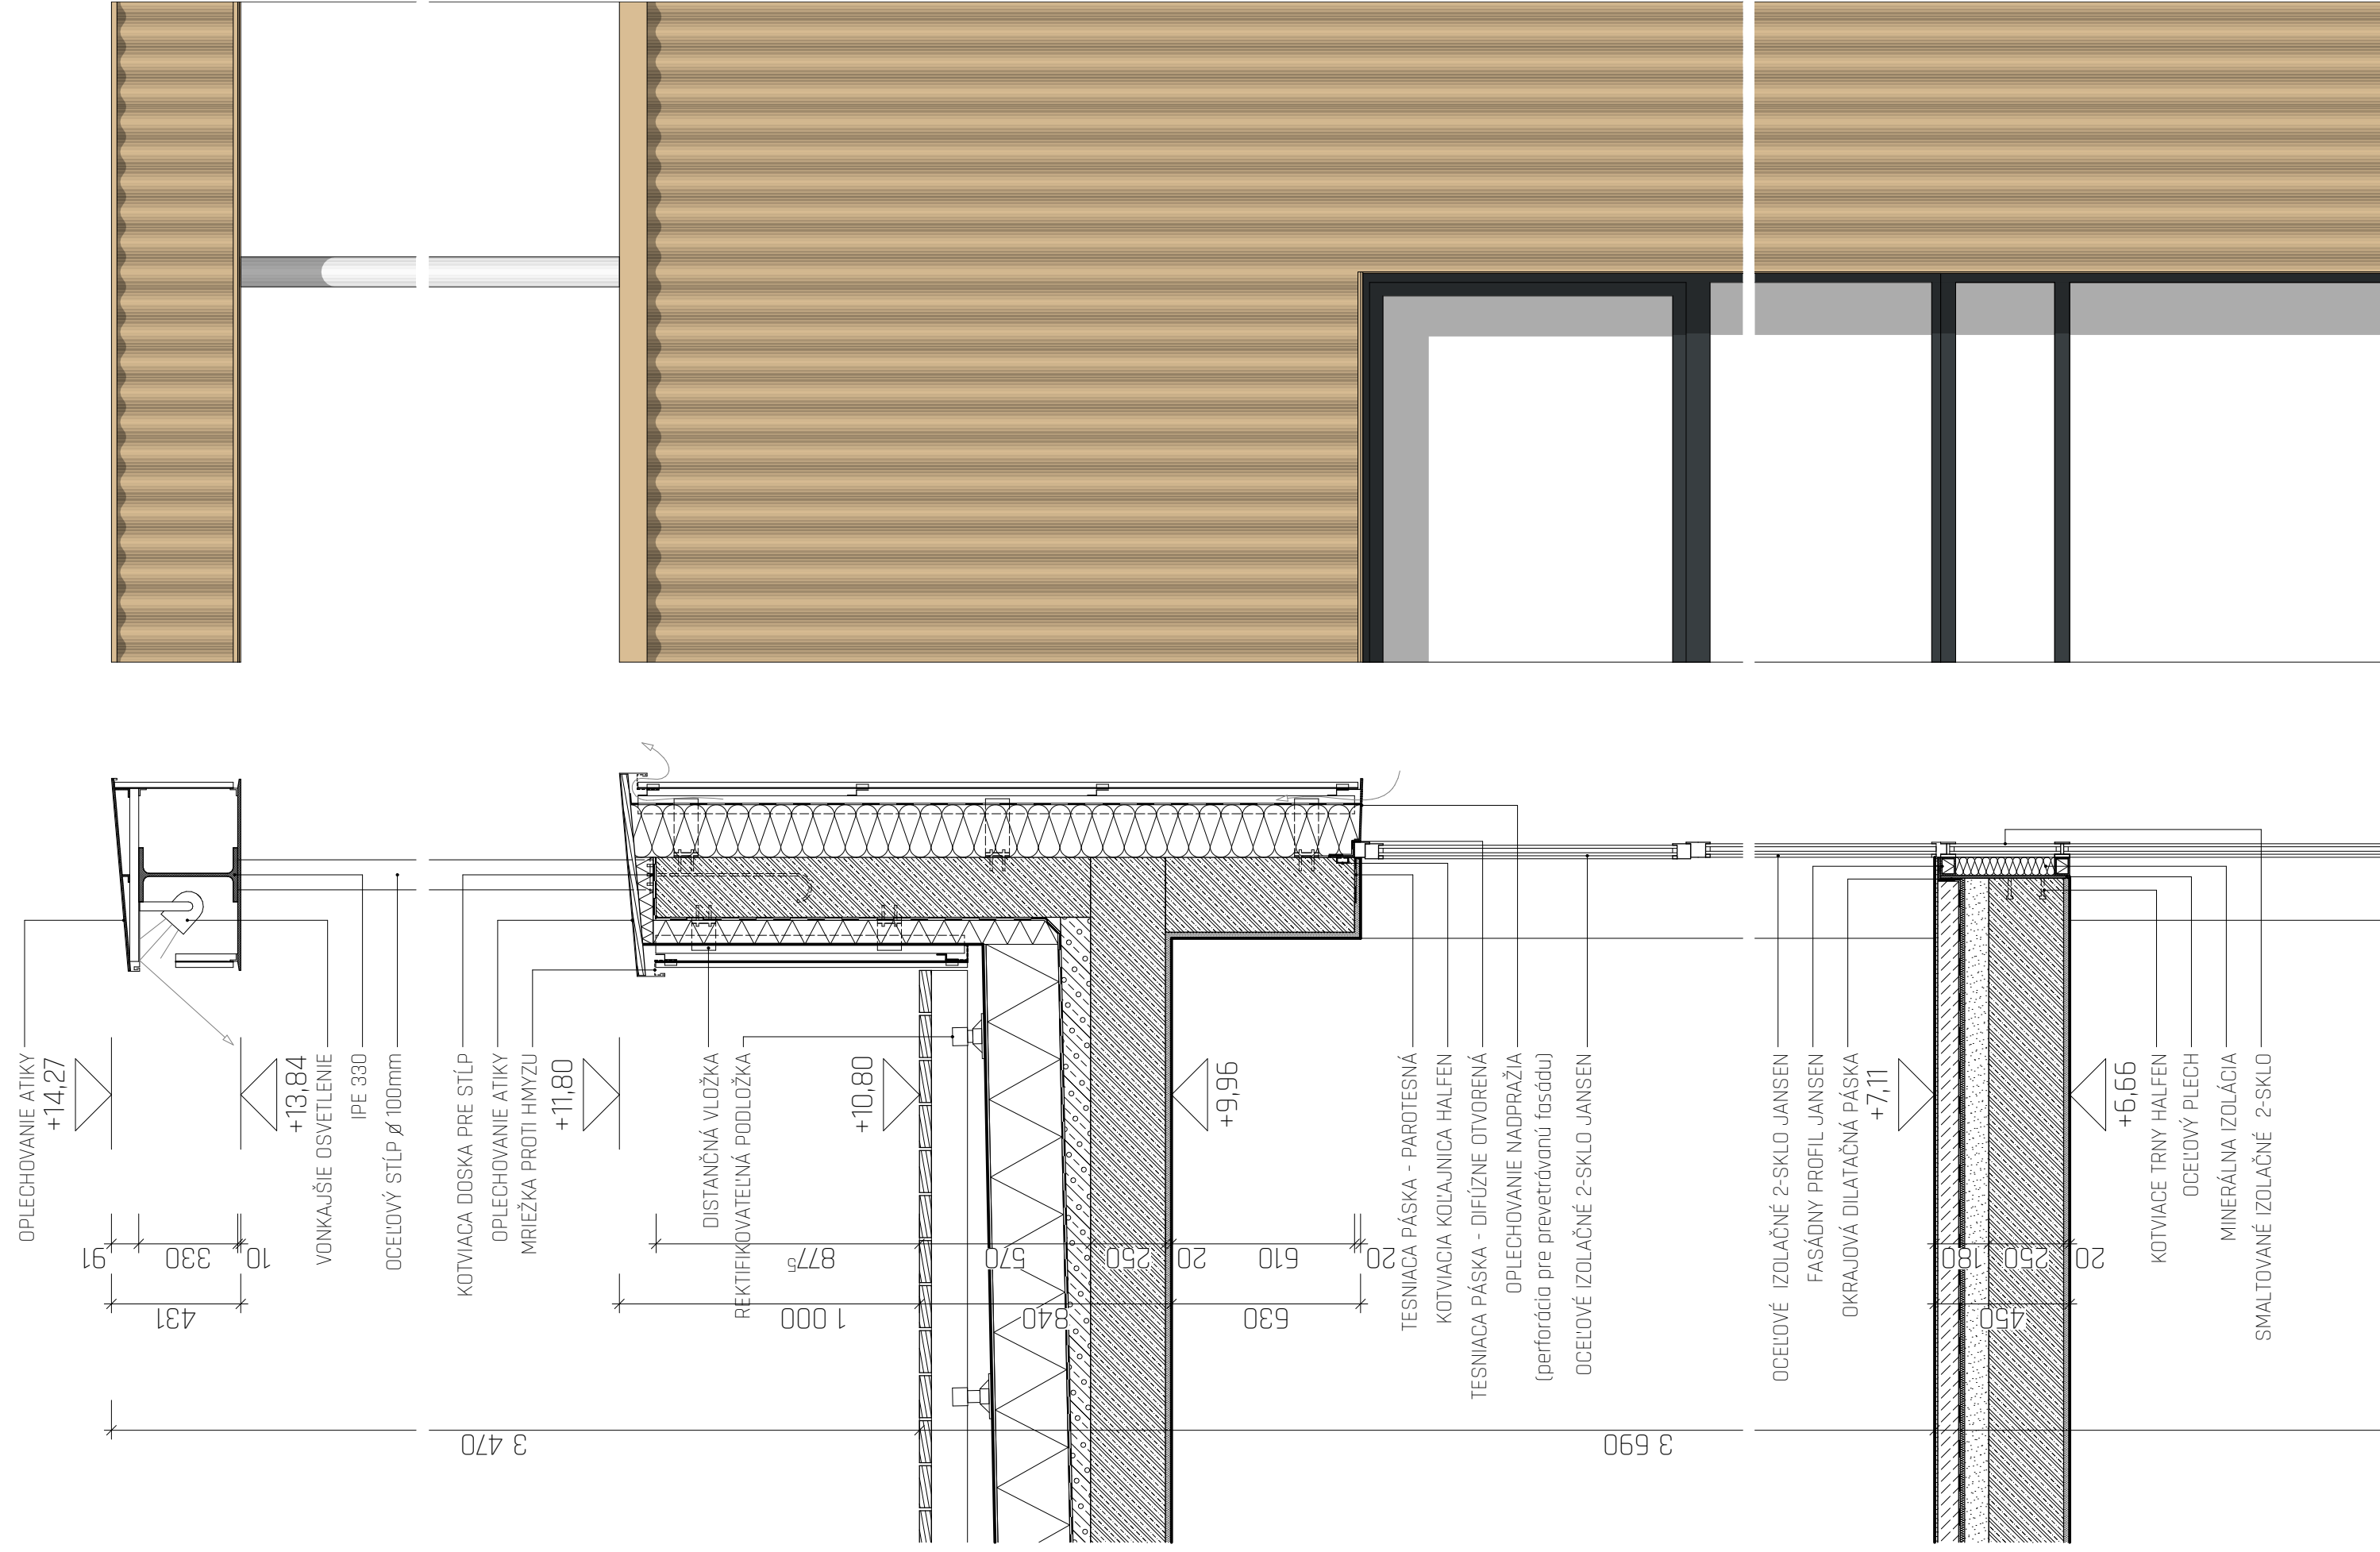 OPLECHOVANIE ATIKY
+14,27
+13,84
VONKAJŠIE OSVETLENIE
IPE 330
OCEĽOVÝ STĹP Ø 100mm
KOTVIACA DOSKA PRE STĹP
OPLECHOVANIE ATIKY
MRIEŽKA PROTI HMYZU
+11,80
DISTANČNÁ VLOŽKA
REKTIFIKOVATEĽNÁ PODLOŽKA
+10,80
+9,96
TESNIACA PÁSKA - PAROTESNÁ
KOTVIACIA KOĽAJNICA HALFEN
TESNIACA PÁSKA - DIFÚZNE OTVORENÁ
OPLECHOVANIE NADPRAŽIA
(perforácia pre prevetrávanú fasádu)
OCEĽOVÉ IZOLAČNÉ 2-SKLO JANSEN
OCEĽOVÉ IZOLAČNÉ 2-SKLO JANSEN
FASÁDNY PROFIL JANSEN
OKRAJOVÁ DILATAČNÁ PÁSKA
+7,11
+6,66
KOTVIACE TRNY HALFEN
OCEĽOVÝ PLECH
MINERÁLNA IZOLÁCIA
SMALTOVANÉ IZOLAČNÉ 2-SKLO
91
330
10
8775
570
250
20
610
20
180
250
20
431
1 000
840
630
450
3 470
3 690